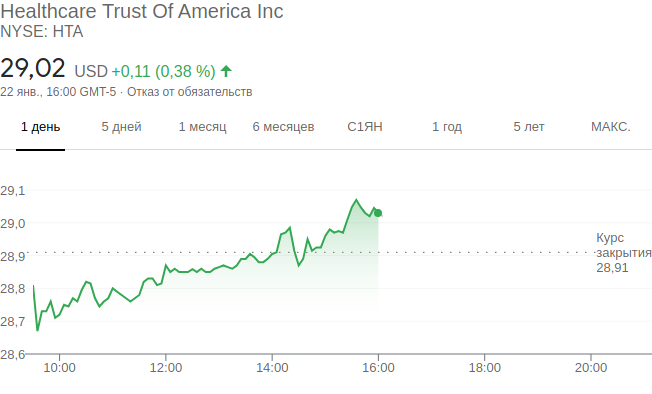 Healthcare Trust Of America Inc
NYSE: HTA
29,02 USD +0,11 (0,38 %)
22 янв., 16:00 GMT-5 · Отказ от обязательств
1 день 5 дней 1 месяц 6 месяцев С1ЯН 1 год 5 лет МАКС.
29,1
29,0
28,9
28,8
28,7
28,6
Курс
закрытия
28,91
10:00 12:00 14:00 16:00 18:00 20:00